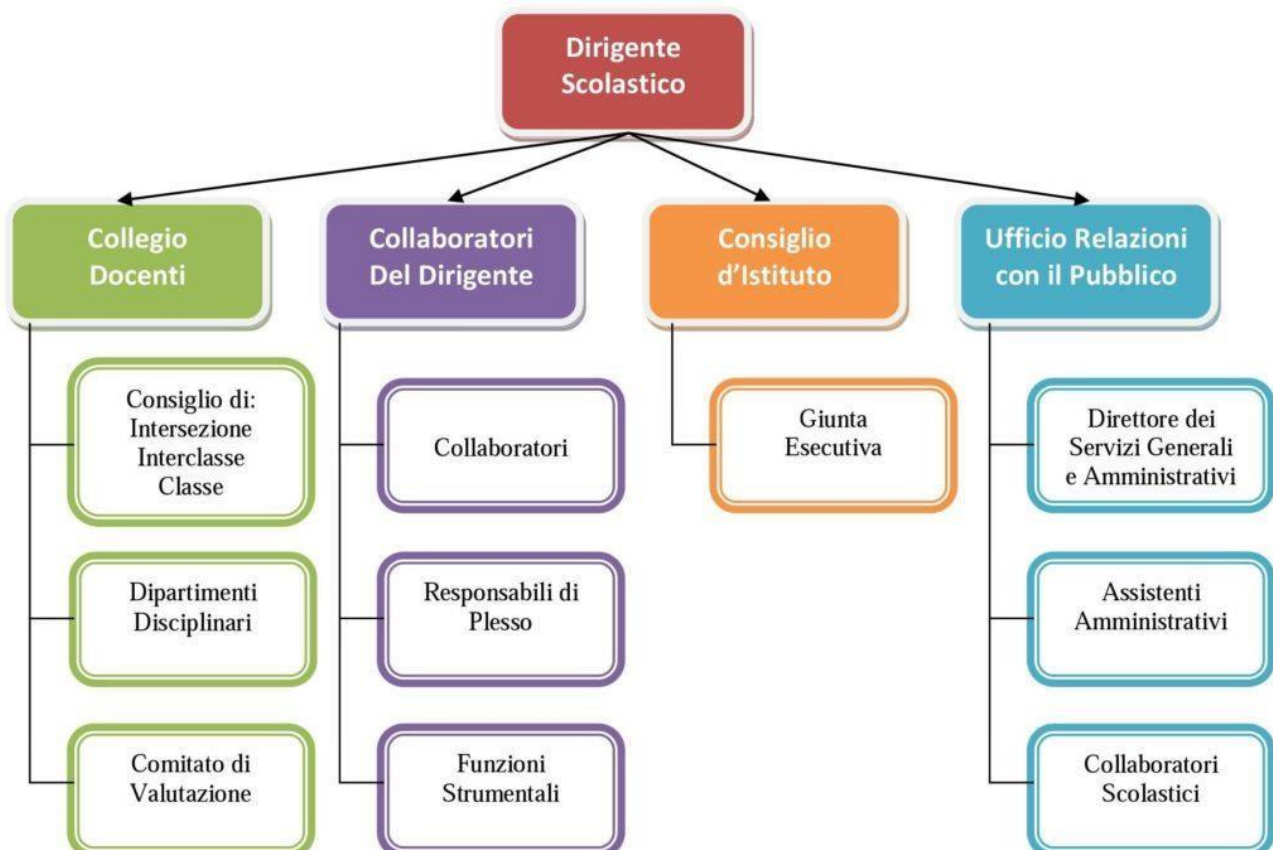 Dirigente
Scolastico
Collegio
Docenti
Collaboratori
Del Dirigente
Consiglio
d’Istituto
Ufficio Relazioni
con il Pubblico
Consiglio di:
Intersezione
Interclasse
Classe
Dipartimenti
Disciplinari
Comitato di
Valutazione
Collaboratori
Responsabili di
Plesso
Funzioni
Strumentali
Giunta
Esecutiva
Direttore dei
Servizi Generali
e Amministrativi
Assistenti
Amministrativi
Collaboratori
Scolastici